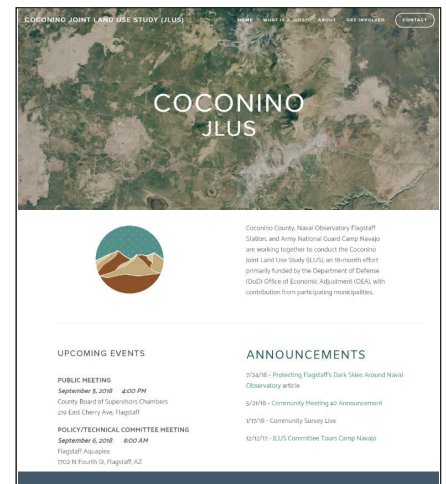 COCONINO JOINT LAND USE STUDY (JLUS)
HOME WHAT IS A JLUS? ABOUT GET INVOLVED CONTACT
COCONINO
JLUS
Coconino County, Naval Observatory Flagstaff
Station, and Army National Guard Camp Navajo
are working together to conduct the Coconino
Joint Land Use Study (JLUS), an 18-month effort
primarily funded by the Department of Defense
(DoD) Office of Economic Adjustment (OEA), with
contribution from participating municipalities.
UPCOMING EVENTS
PUBLIC MEETING
September 5, 2018 4:00 PM
County Board of Supervisors Chambers
219 East Cherry Ave, Flagstaff
POLICY/TECHNICAL COMMITTEE MEETING
September 6, 2018 9:00 AM
Flagstaff Aquaplex
1702 N Fourth St, Flagstaff, AZ
ANNOUNCEMENTS
7/24/18 - Protecting Flagstaff's Dark Skies Around Naval
Observatory article
5/21/18 - Community Meeting #2 Announcement
1/17/18 - Community Survey Live
12/12/17 - JLUS Committee Tours Camp Navajo